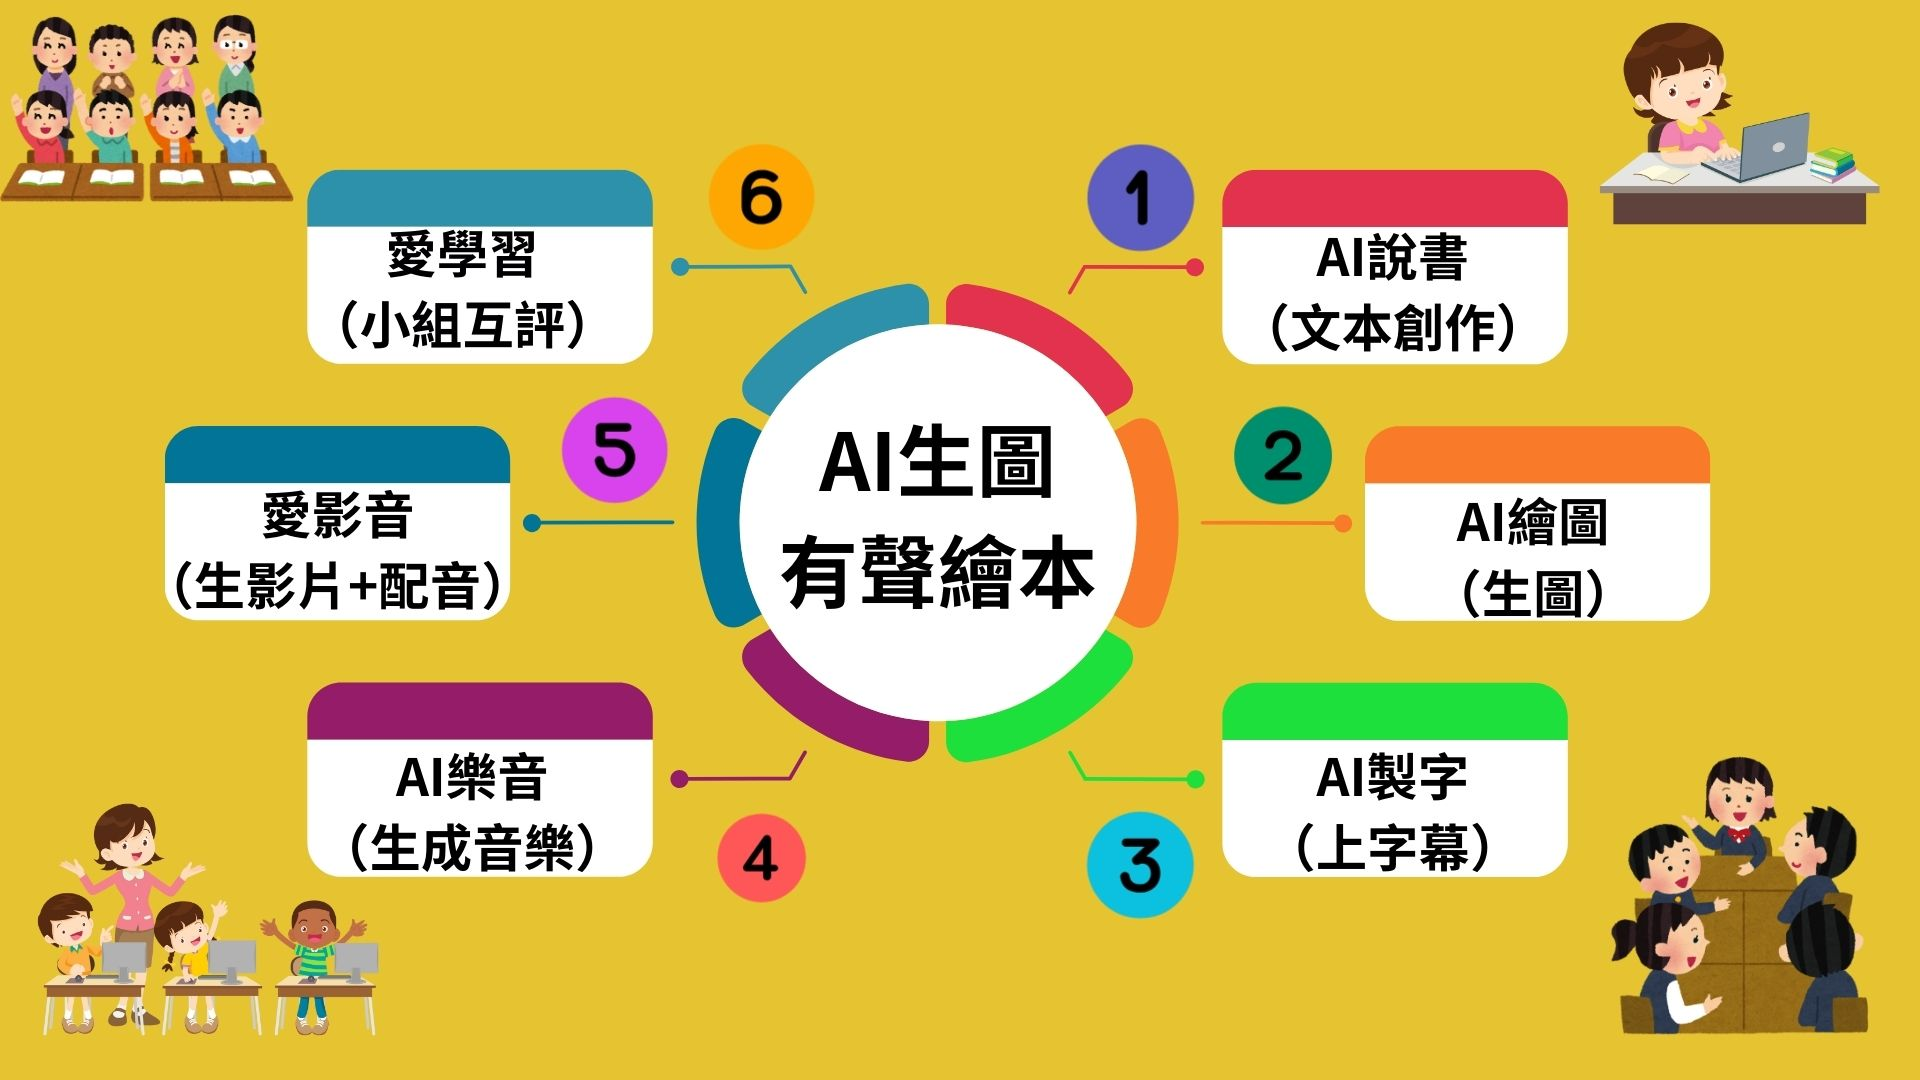 AI生圖
有聲繪本
1
AI說書
（文本創作）
2
AI繪圖
（生圖）
3
AI製字
（上字幕）
4
AI樂音
（生成音樂）
5
愛影音
（生影片+配音）
6
愛學習
（小組互評）